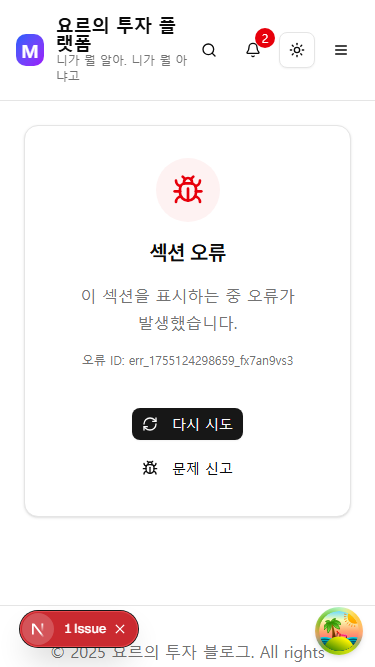 M
요르의 투자 플
랫폼
니가 뭘 알아. 니가 뭘 아
냐고
2
섹션 오류
이 섹션을 표시하는 중 오류가
발생했습니다.
오류 ID: err_1755124298659_fx7an9vs3
다시 시도
문제 신고
N
1 Issue
© 2025 요르의 투자 블로그. All rights